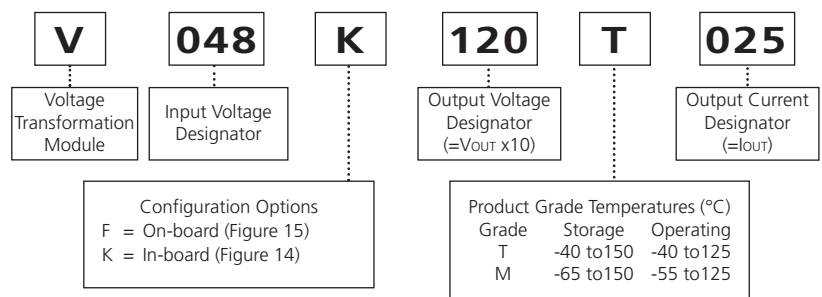 V 048 K 120 T 025
Voltage
Transformation
Module
Input Voltage
Designator
Output Voltage
Designator
(=VOUT x10)
Output Current
Designator
(=IOUT)
Configuration Options
F = On-board (Figure 15)
K = In-board (Figure 14)
Product Grade Temperatures (°C)
Grade Storage Operating
T -40 to150 -40 to125
M -65 to150 -55 to125